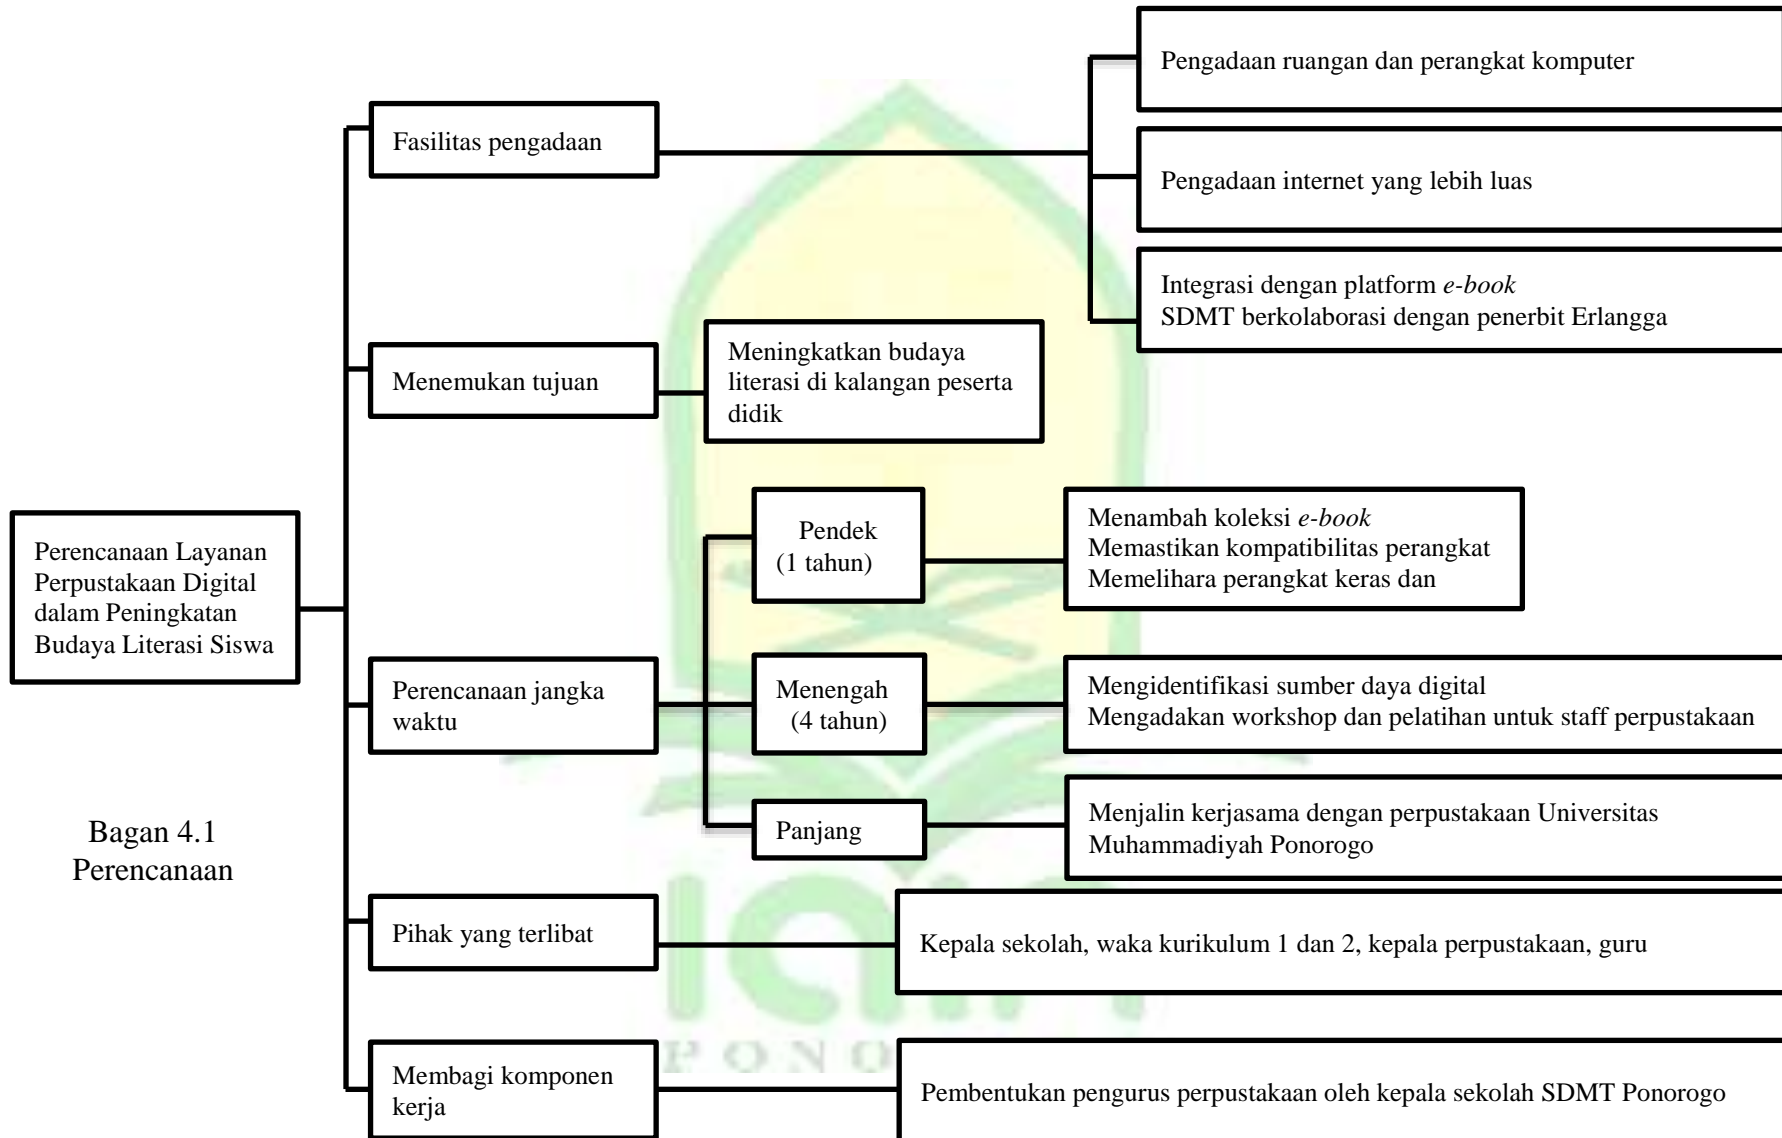 Pengadaan ruangan dan perangkat komputer
Fasilitas pengadaan
Pengadaan internet yang lebih luas
Integrasi dengan platform e-book
SDMT berkolaborasi dengan penerbit Erlangga
Menemukan tujuan
Meningkatkan budaya
literasi di kalangan peserta
didik
Perencanaan Layanan
Perpustakaan Digital
dalam Peningkatan
Budaya Literasi Siswa
Perencanaan jangka
waktu
Pendek
(1 tahun)
Menambah koleksi e-book
Memastikan kompatibilitas perangkat
Memelihara perangkat keras dan
Menengah
(4 tahun)
Mengidentifikasi sumber daya digital
Mengadakan workshop dan pelatihan untuk staff perpustakaan
Panjang
Menjalin kerjasama dengan perpustakaan Universitas
Muhammadiyah Ponorogo
Bagan 4.1
Perencanaan
Pihak yang terlibat
Kepala sekolah, waka kurikulum 1 dan 2, kepala perpustakaan, guru
Membagi komponen
kerja
Pembentukan pengurus perpustakaan oleh kepala sekolah SDMT Ponorogo